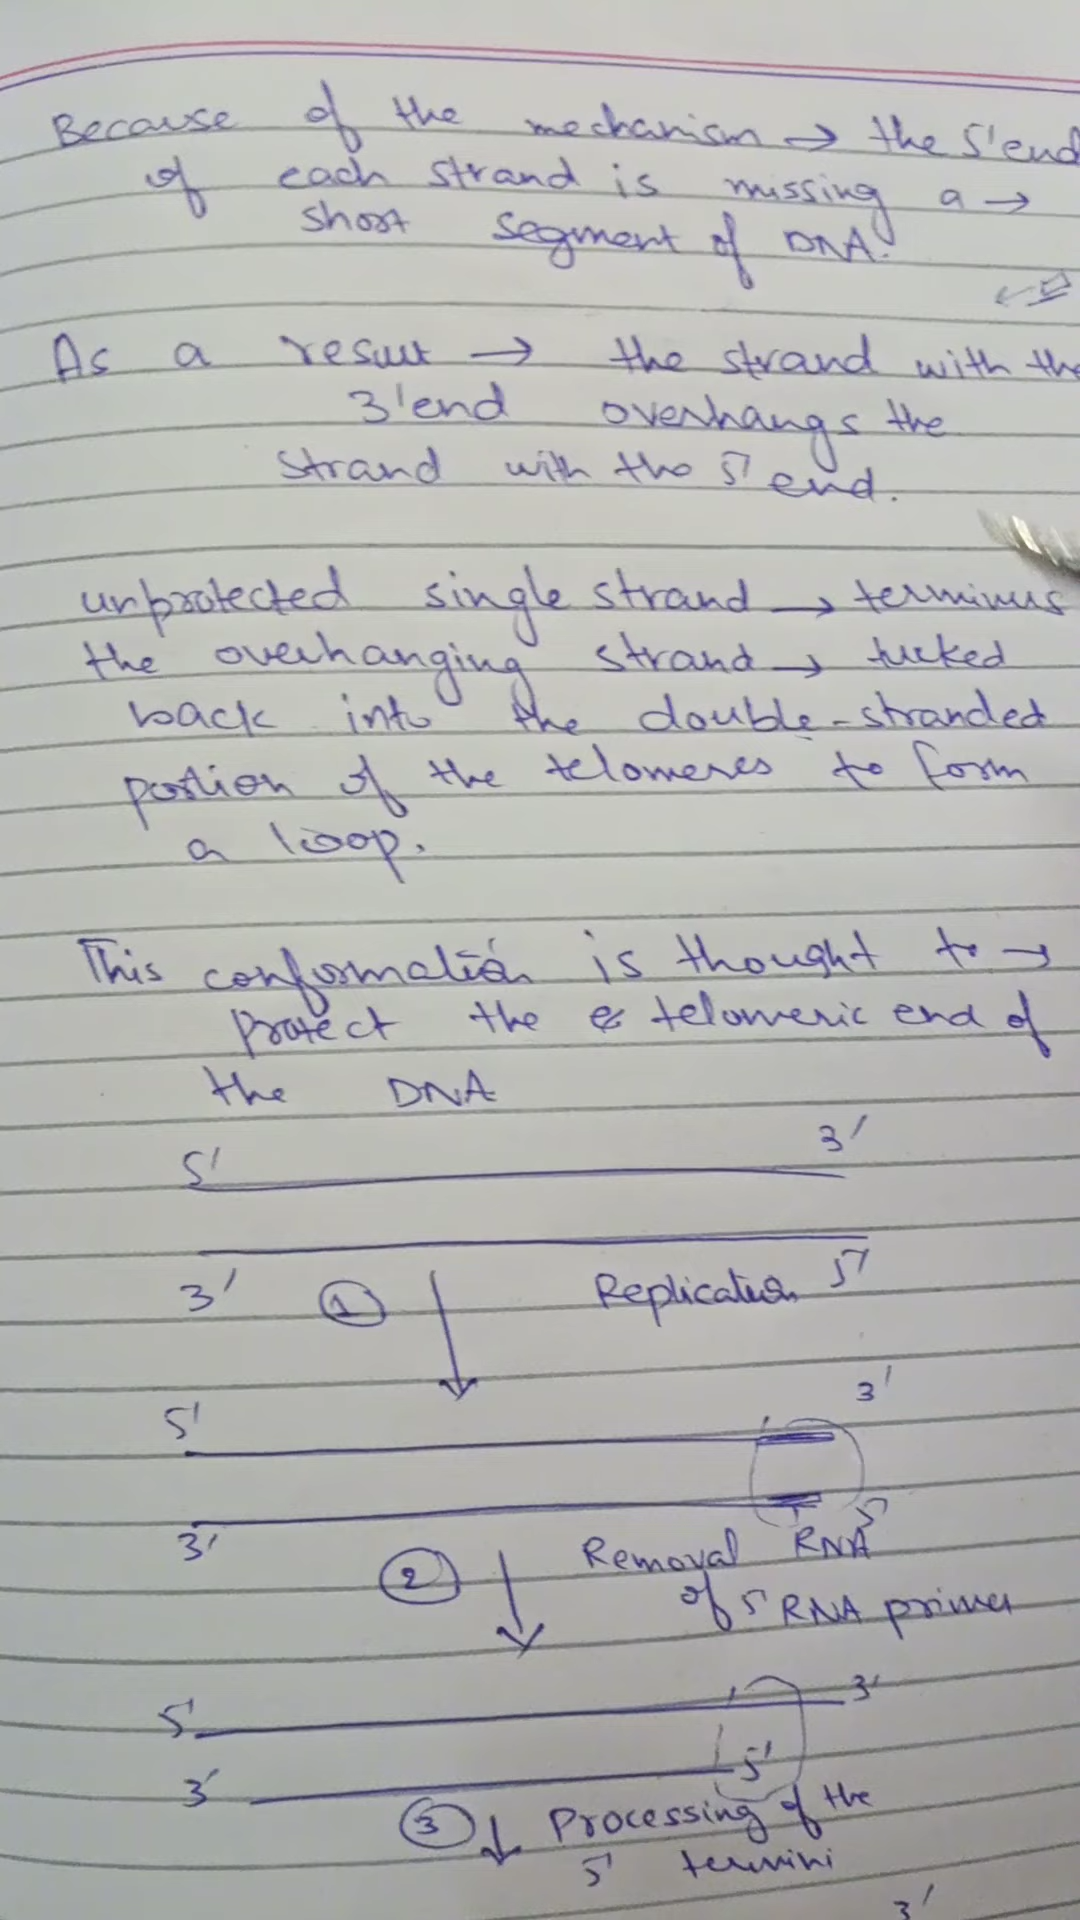 Because of the mechanism → the 5' end
of each strand is missing a →
short segment of DNA.
As a result → the strand with the
3' end overhangs the
strand with the 5' end.
unprotected single strand → terminus
the overhanging strand → tucked
back into the double-stranded
portion of the telomeres to form
a loop.
This conformation is thought to →
protect the telomeric end of
the DNA
5' 3'
3' 5'
① Replication
5' 3'
3' 5'
RNA
② Removal
of 5' RNA primer
5' 3'
3' 5'
③ ↓ Processing of the
5' termini
3'